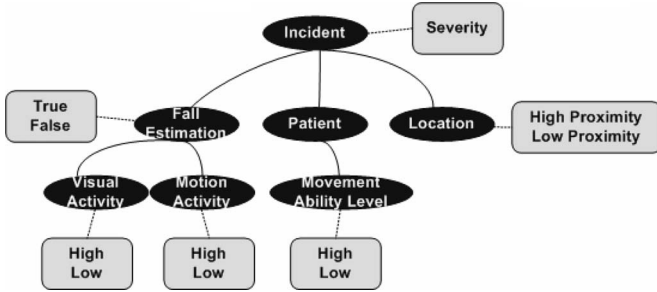 Incident
Severity
True
False
Fall
Estimation
Patient
Location
High Proximity
Low Proximity
Visual
Activity
Motion
Activity
Movement
Ability Level
High
Low
High
Low
High
Low